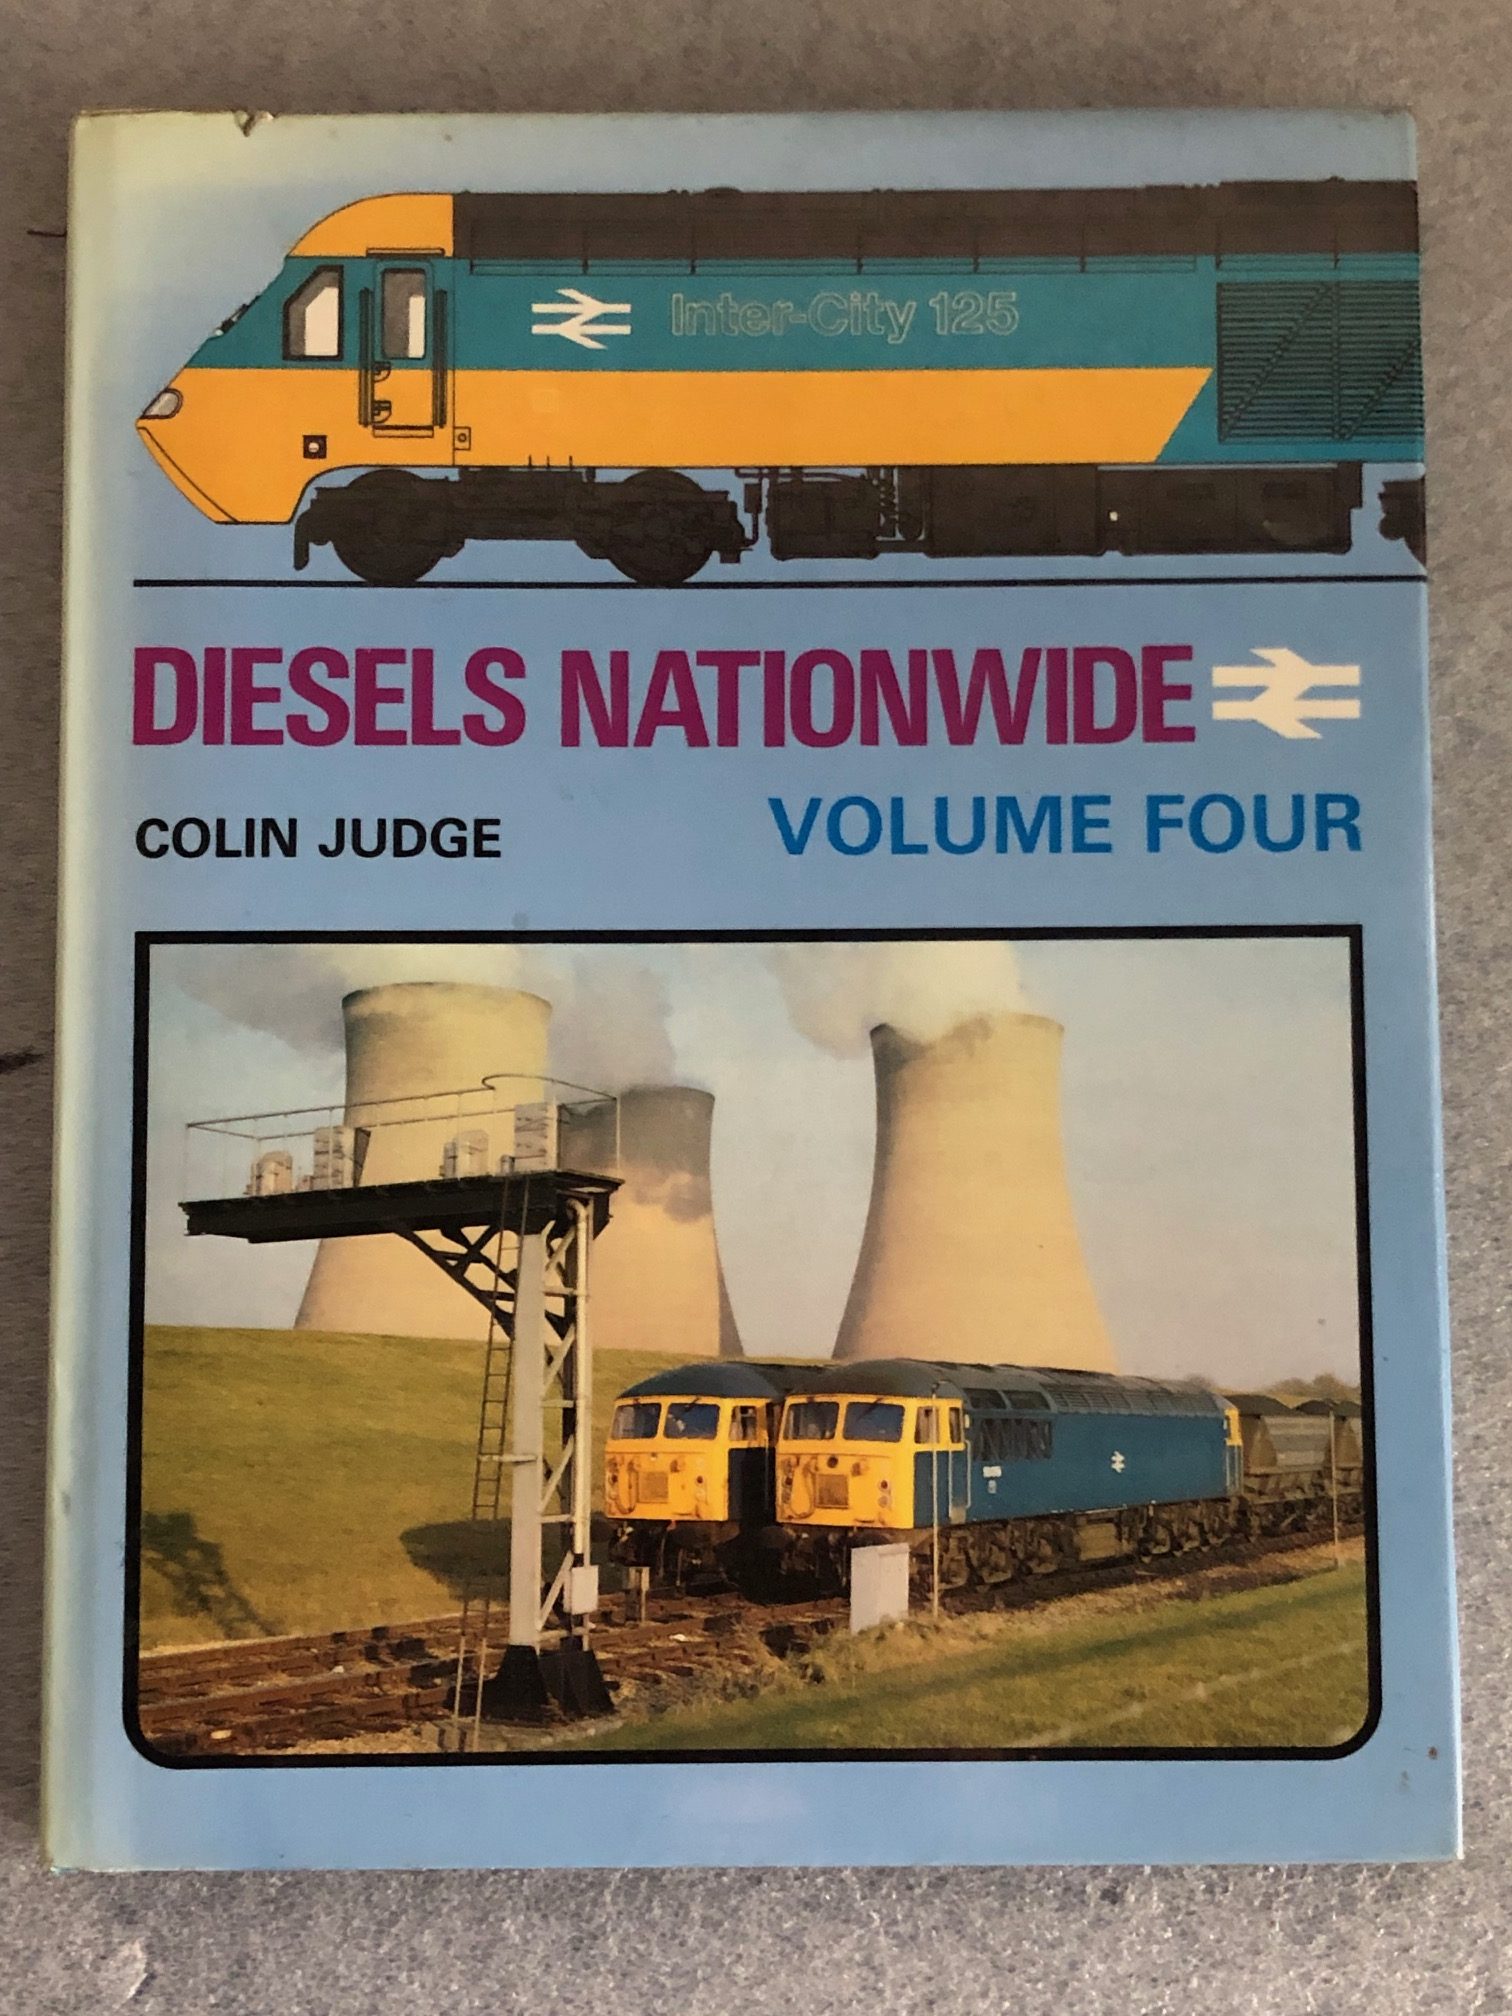 Inter-City 125
DIESELS NATIONWIDE
COLIN JUDGE
VOLUME FOUR